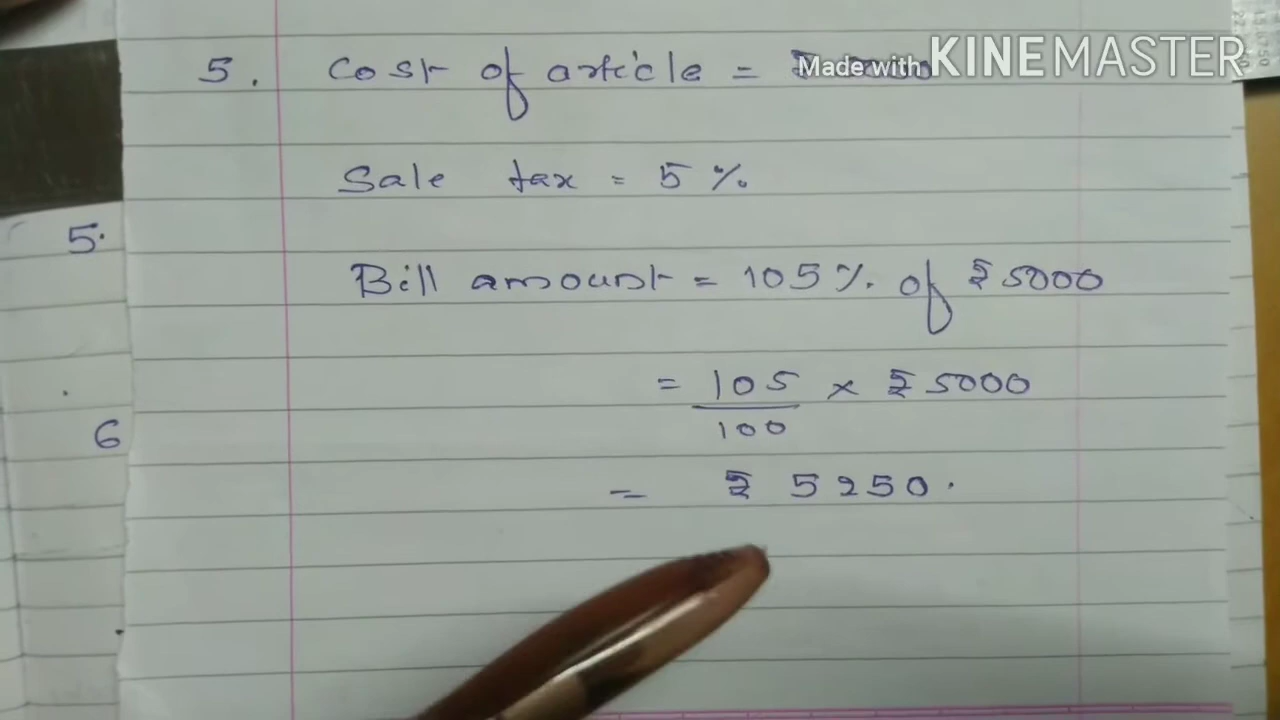 Made with KINEMASTER
5. Cost of article =
Sale tax = 5 %
5.
Bill amount = 105 %. of ₹ 5000
= 105/100 × ₹ 5000
6
= ₹ 5250.